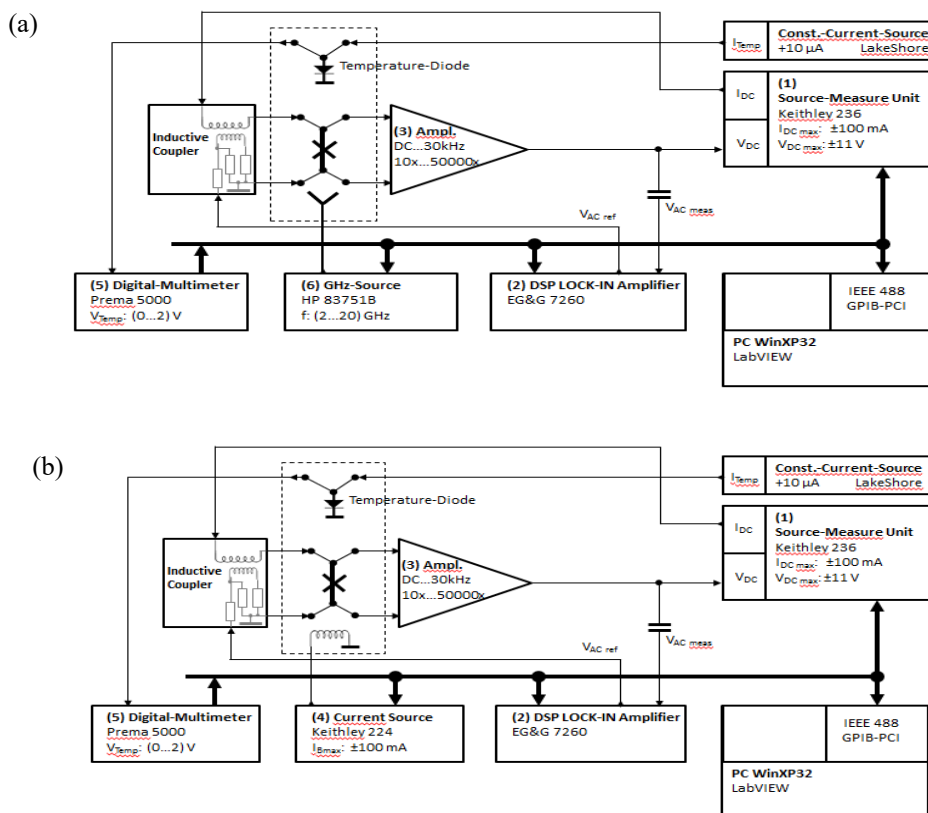 (a)
I_Temp
Const.-Current-Source
+10 µA LakeShore
Temperature-Diode
I_DC
V_DC
(1)
Source-Measure Unit
Keithley 236
I_DC max: ±100 mA
V_DC max: ±11 V
Inductive
Coupler
(3) Ampl.
DC...30kHz
10x...50000x
V_AC ref
V_AC meas
(5) Digital-Multimeter
Prema 5000
V_Temp: (0...2) V
(6) GHz-Source
HP 83751B
f: (2...20) GHz
(2) DSP LOCK-IN Amplifier
EG&G 7260
IEEE 488
GPIB-PCI
PC WinXP32
LabVIEW
(b)
I_Temp
Const.-Current-Source
+10 µA LakeShore
Temperature-Diode
I_DC
V_DC
(1)
Source-Measure Unit
Keithley 236
I_DC max: ±100 mA
V_DC max: ±11 V
Inductive
Coupler
(3) Ampl.
DC...30kHz
10x...50000x
V_AC ref
V_AC meas
(5) Digital-Multimeter
Prema 5000
V_Temp: (0...2) V
(4) Current Source
Keithley 224
I_Bmax: ±100 mA
(2) DSP LOCK-IN Amplifier
EG&G 7260
IEEE 488
GPIB-PCI
PC WinXP32
LabVIEW